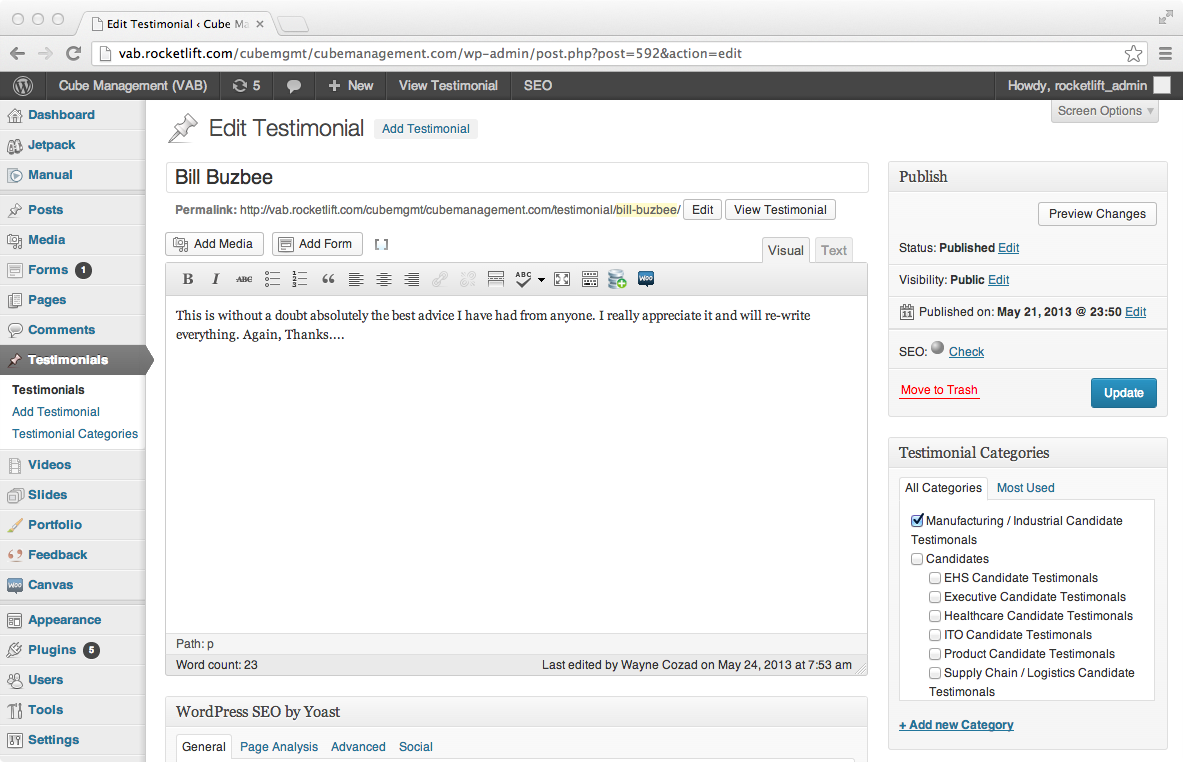 Edit Testimonial ‹ Cube Ma
vab.rocketlift.com/cubemgmt/cubemanagement.com/wp-admin/post.php?post=592&action=edit
Cube Management (VAB) 5 + New View Testimonial SEO Howdy, rocketlift_admin
Screen Options
Dashboard
Jetpack
Manual
Posts
Media
Forms 1
Pages
Comments
Testimonials
Testimonials
Add Testimonial
Testimonial Categories
Videos
Slides
Portfolio
Feedback
Canvas
Appearance
Plugins 5
Users
Tools
Settings
Edit Testimonial Add Testimonial
Bill Buzbee
Permalink: http://vab.rocketlift.com/cubemgmt/cubemanagement.com/testimonial/bill-buzbee/ Edit View Testimonial
Add Media Add Form [ ]
Visual Text
B I ABC “ ABC WOO
This is without a doubt absolutely the best advice I have had from anyone. I really appreciate it and will re-write
everything. Again, Thanks....
Path: p
Word count: 23 Last edited by Wayne Cozad on May 24, 2013 at 7:53 am
WordPress SEO by Yoast
General Page Analysis Advanced Social
Publish
Preview Changes
Status: Published Edit
Visibility: Public Edit
11 Published on: May 21, 2013 @ 23:50 Edit
SEO: Check
Move to Trash Update
Testimonial Categories
All Categories Most Used
Manufacturing / Industrial Candidate
Testimonals
Candidates
EHS Candidate Testimonals
Executive Candidate Testimonals
Healthcare Candidate Testimonals
ITO Candidate Testimonals
Product Candidate Testimonals
Supply Chain / Logistics Candidate
Testimonals
+ Add new Category